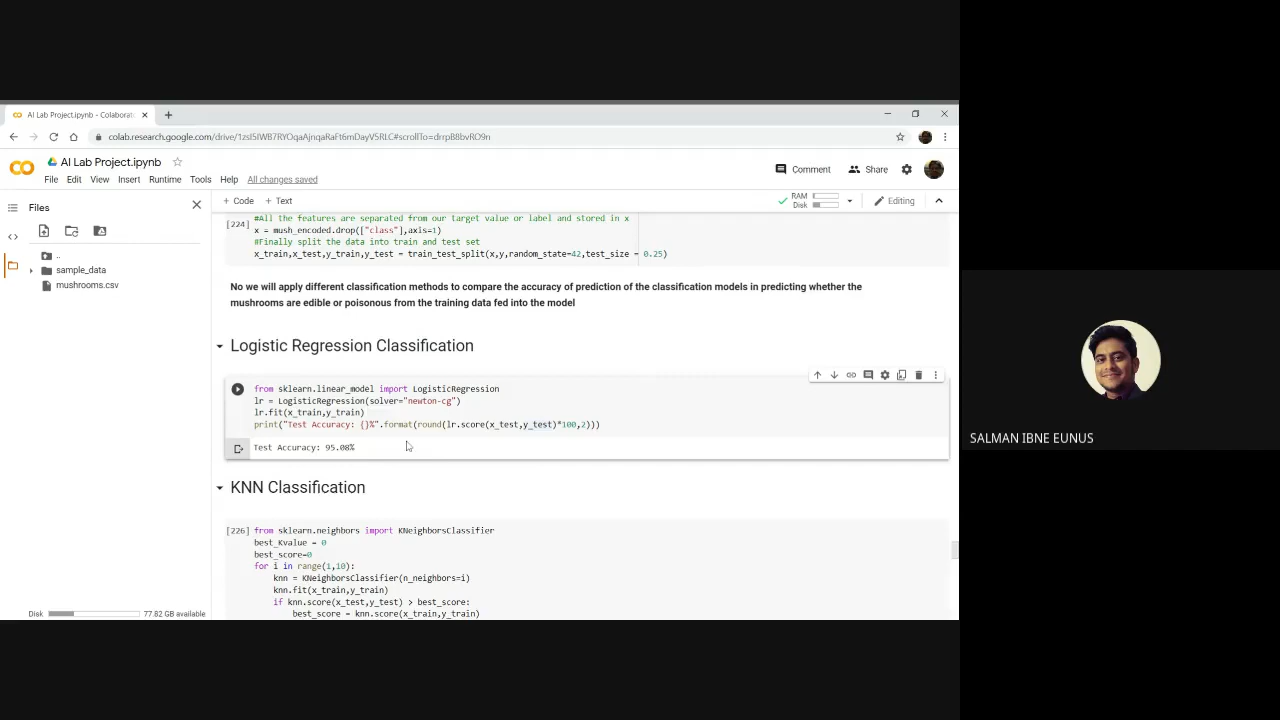 AI Lab Project.ipynb - Colaborat
colab.research.google.com/drive/1zsI5IWB7RYOqaAjnqaRaFt6mDayV5RLC#scrollTo=drrpB8bvRO9n
AI Lab Project.ipynb
Comment
Share
File Edit View Insert Runtime Tools Help All changes saved
Files
+ Code + Text
RAM
Disk
Editing
..
sample_data
mushrooms.csv
#All the features are separated from our target value or label and stored in x
[224]
x = mush_encoded.drop(["class"],axis=1)
#Finally split the data into train and test set
x_train,x_test,y_train,y_test = train_test_split(x,y,random_state=42,test_size = 0.25)
No we will apply different classification methods to compare the accuracy of prediction of the classification models in predicting whether the
mushrooms are edible or poisonous from the training data fed into the model
Logistic Regression Classification
from sklearn.linear_model import LogisticRegression
lr = LogisticRegression(solver="newton-cg")
lr.fit(x_train,y_train)
print("Test Accuracy: {}%".format(round(lr.score(x_test,y_test)*100,2)))
Test Accuracy: 95.08%
KNN Classification
[226] from sklearn.neighbors import KNeighborsClassifier
best_Kvalue = 0
best_score=0
for i in range(1,10):
knn = KNeighborsClassifier(n_neighbors=i)
knn.fit(x_train,y_train)
if knn.score(x_test,y_test) > best_score:
best_score = knn.score(x_train,y_train)
Disk 77.82 GB available
SALMAN IBNE EUNUS